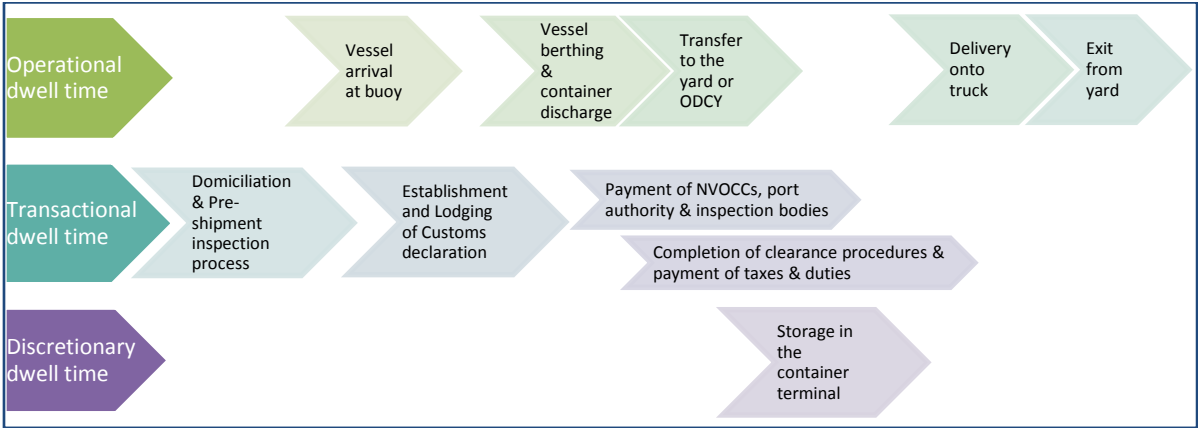 Operational
dwell time
Vessel
arrival
at buoy
Vessel
berthing
&
container
discharge
Transfer
to the
yard or
ODCY
Delivery
onto
truck
Exit
from
yard
Transactional
dwell time
Domiciliation
& Pre-
shipment
inspection
process
Establishment
and Lodging
of Customs
declaration
Payment of NVOCCs, port
authority & inspection bodies
Completion of clearance procedures &
payment of taxes & duties
Discretionary
dwell time
Storage in
the
container
terminal